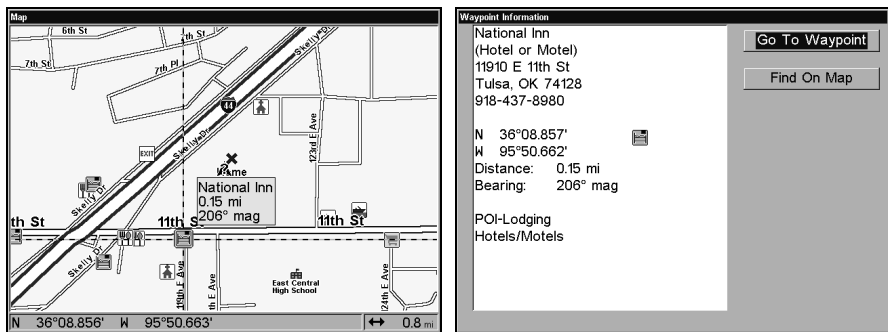 Map
6th St
7th St
7th St
7th Pl
Skelly Dr
44
123rd E Ave
Skelly Dr
EXIT
National Inn
0.15 mi
206° mag
Skelly Dr
th St
11th S
11th St
Skelly Dr
119th E Ave
th E Ave
East Central
High School
124th E Ave
N 36°08.856' W 95°50.663' 0.8 mi
Waypoint Information
National Inn
(Hotel or Motel)
11910 E 11th St
Tulsa, OK 74128
918-437-8980
N 36°08.857'
W 95°50.662'
Distance: 0.15 mi
Bearing: 206° mag
POI-Lodging
Hotels/Motels
Go To Waypoint
Find On Map